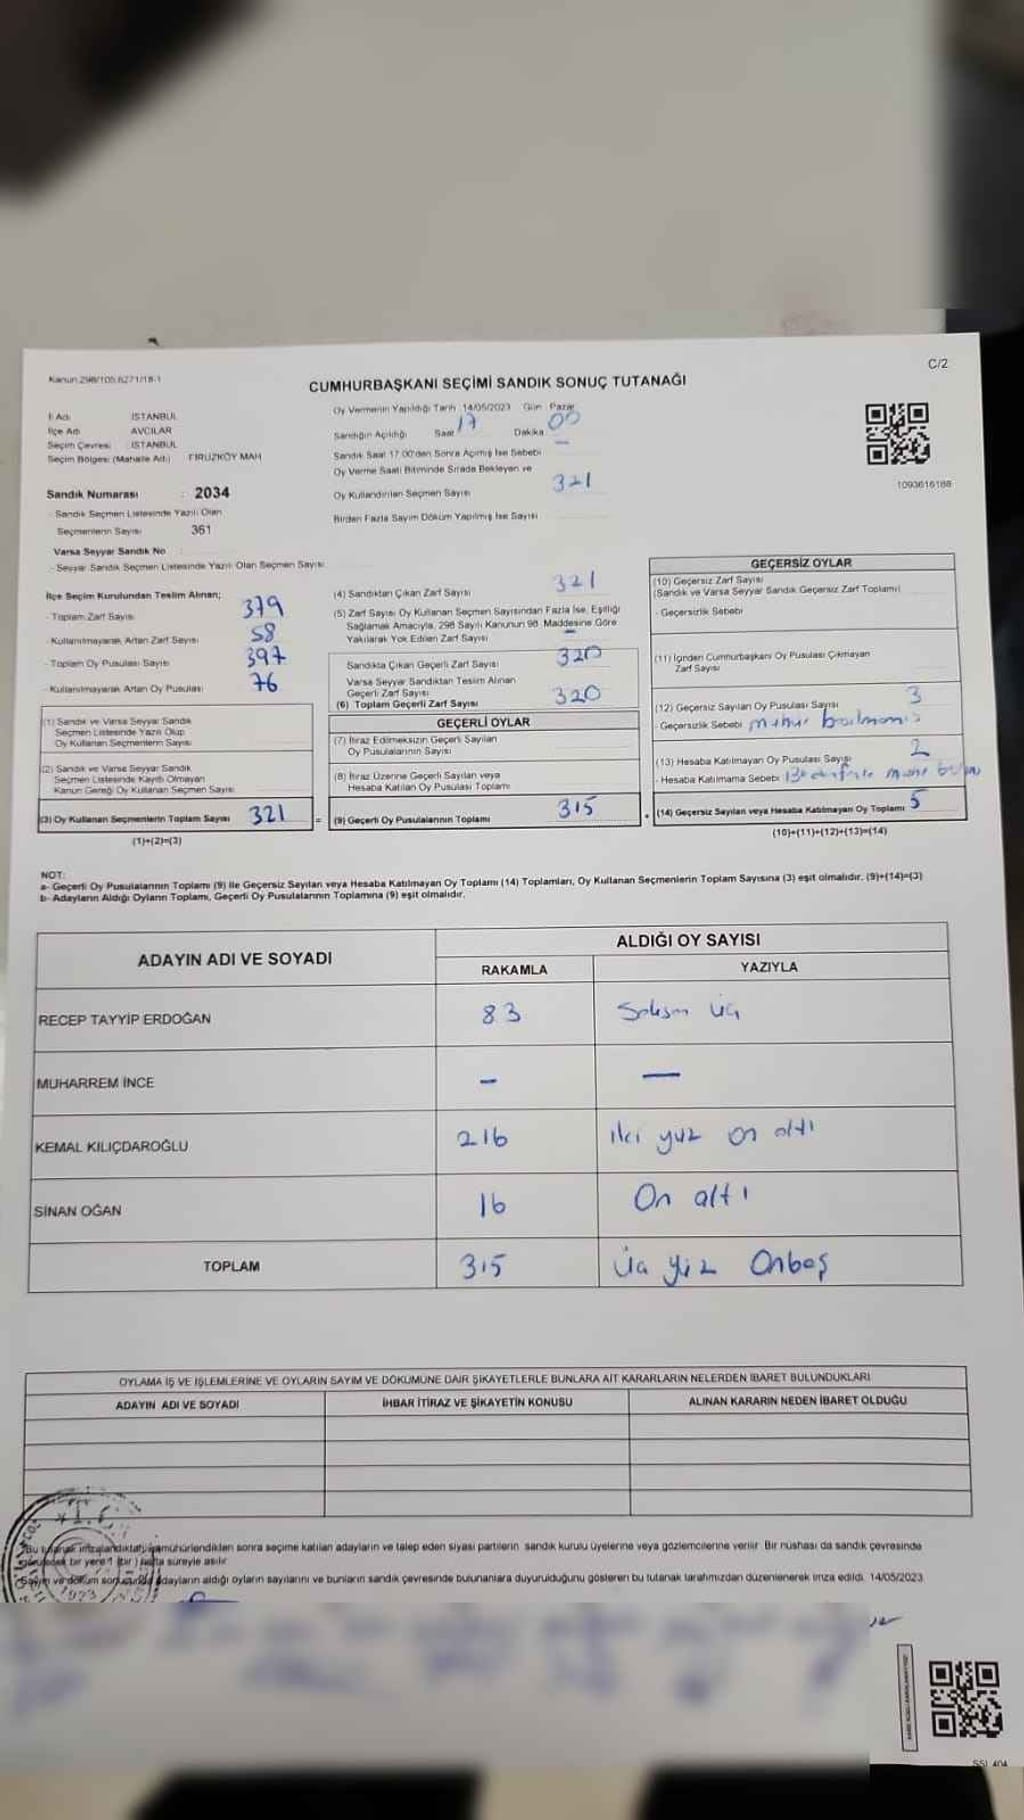 Kanun 298/105,6271/18-1
C/2
CUMHURBAŞKANI SEÇİMİ SANDIK SONUÇ TUTANAĞI
İl Adı İSTANBUL
İlçe Adı AVCILAR
Seçim Çevresi İSTANBUL
Seçim Bölgesi (Mahalle Adı) FİRUZKÖY MAH
Sandık Numarası : 2034
- Sandık Seçmen Listesinde Yazılı Olan
Seçmenlerin Sayısı 361
Varsa Seyyar Sandık No
- Seyyar Sandık Seçmen Listesinde Yazılı Olan Seçmen Sayısı
Oy Vermenin Yapıldığı Tarih 14/05/2023 Gün Pazar
Sandığın Açıldığı Saat 17 Dakika 00
Sandık Saat 17.00'den Sonra Açılmış İse Sebebi —
Oy Verme Saati Bitiminde Sırada Bekleyen ve
Oy Kullandırılan Seçmen Sayısı 321
Birden Fazla Sayım Döküm Yapılmış İse Sayısı
1093616188
İlçe Seçim Kurulundan Teslim Alınan;
- Toplam Zarf Sayısı 379
- Kullanılmayarak Artan Zarf Sayısı 58
- Toplam Oy Pusulası Sayısı 397
- Kullanılmayarak Artan Oy Pusulası 76
(1) Sandık ve Varsa Seyyar Sandık
Seçmen Listesinde Yazılı Olup
Oy Kullanan Seçmenlerin Sayısı
(2) Sandık ve Varsa Seyyar Sandık
Seçmen Listesinde Kayıtlı Olmayan
Kanun Gereği Oy Kullanan Seçmen Sayısı
(3) Oy Kullanan Seçmenlerin Toplam Sayısı 321 =
(1)+(2)=(3)
(4) Sandıktan Çıkan Zarf Sayısı 321
(5) Zarf Sayısı Oy Kullanan Seçmen Sayısından Fazla İse, Eşitliği
Sağlamak Amacıyla, 298 Sayılı Kanunun 98. Maddesine Göre
Yakılarak Yok Edilen Zarf Sayısı —
Sandıkta Çıkan Geçerli Zarf Sayısı 320
Varsa Seyyar Sandıktan Teslim Alınan
Geçerli Zarf Sayısı
(6) Toplam Geçerli Zarf Sayısı 320
GEÇERLİ OYLAR
(7) İtiraz Edilmeksizin Geçerli Sayılan
Oy Pusulalarının Sayısı
(8) İtiraz Üzerine Geçerli Sayılan veya
Hesaba Katılan Oy Pusulası Toplamı
(9) Geçerli Oy Pusulalarının Toplamı 315 +
GEÇERSİZ OYLAR
(10) Geçersiz Zarf Sayısı
(Sandık ve Varsa Seyyar Sandık Geçersiz Zarf Toplamı)
- Geçersizlik Sebebi
(11) İçinden Cumhurbaşkanı Oy Pusulası Çıkmayan
Zarf Sayısı
(12) Geçersiz Sayılan Oy Pusulası Sayısı 3
- Geçersizlik Sebebi mühür
(13) Hesaba Katılmayan Oy Pusulası Sayısı 2
- Hesaba Katılmama Sebebi
(14) Geçersiz Sayılan veya Hesaba Katılmayan Oy Toplamı 5
(10)+(11)+(12)+(13)=(14)
NOT:
a- Geçerli Oy Pusulalarının Toplamı (9) ile Geçersiz Sayılan veya Hesaba Katılmayan Oy Toplamı (14) Toplamları, Oy Kullanan Seçmenlerin Toplam Sayısına (3) eşit olmalıdır. (9)+(14)=(3)
b- Adayların Aldığı Oyların Toplamı, Geçerli Oy Pusulalarının Toplamına (9) eşit olmalıdır.
ADAYIN ADI VE SOYADI
ALDIĞI OY SAYISI
RAKAMLA YAZIYLA
RECEP TAYYİP ERDOĞAN 83 Seksen üç
MUHARREM İNCE — —
KEMAL KILIÇDAROĞLU 216 iki yüz on altı
SİNAN OĞAN 16 On altı
TOPLAM 315 Üç yüz Onbeş
OYLAMA İŞ VE İŞLEMLERİNE VE OYLARIN SAYIM VE DÖKÜMÜNE DAİR ŞİKAYETLERLE BUNLARA AİT KARARLARIN NELERDEN İBARET BULUNDUKLARI
ADAYIN ADI VE SOYADI İHBAR İTİRAZ VE ŞİKAYETİN KONUSU ALINAN KARARIN NEDEN İBARET OLDUĞU
Bu tutanak imzalandıktan mühürlendikten sonra seçime katılan adayların ve talep eden siyasi partilerin sandık kurulu üyelerine veya gözlemcilerine verilir. Bir nüshası da sandık çevresinde
görülecek bir yere 1 (bir) hafta süreyle asılır.
Sayım ve döküm sonucunda adayların aldığı oyların sayılarını ve bunların sandık çevresinde bulunanlara duyurulduğunu gösteren bu tutanak tarafımızdan düzenlenerek imza edildi. 14/05/2023
T.C.
1923